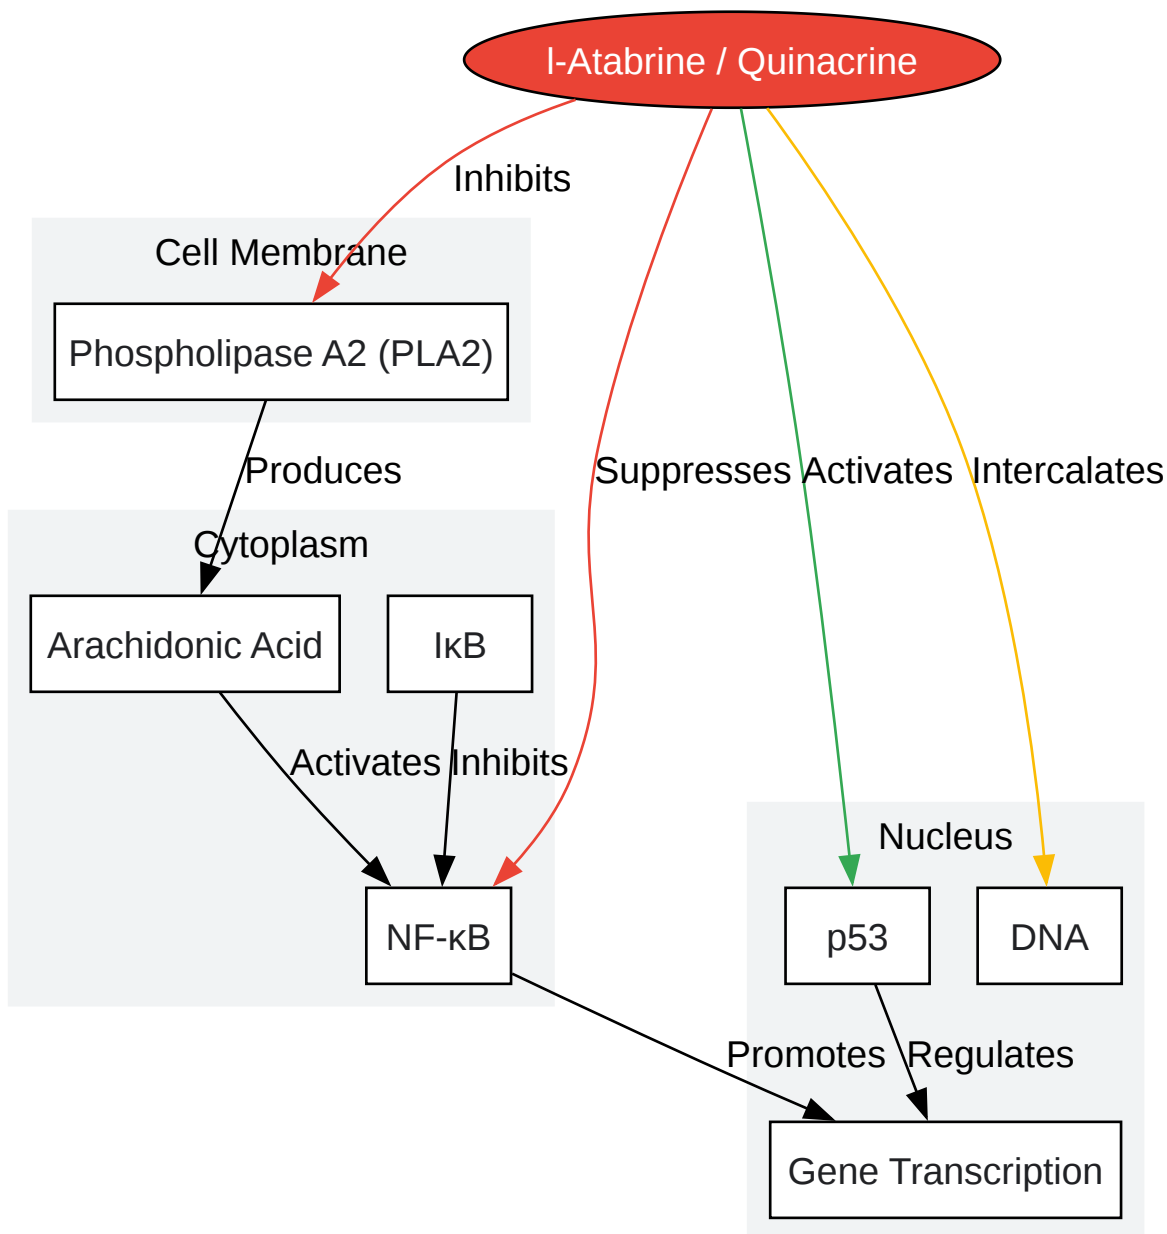 l-Atabrine / Quinacrine
Inhibits
Cell Membrane
Phospholipase A2 (PLA2)
Produces
Suppresses
Activates
Intercalates
Cytoplasm
Arachidonic Acid
IκB
Activates
Inhibits
Nucleus
NF-κB
p53
DNA
Promotes
Regulates
Gene Transcription